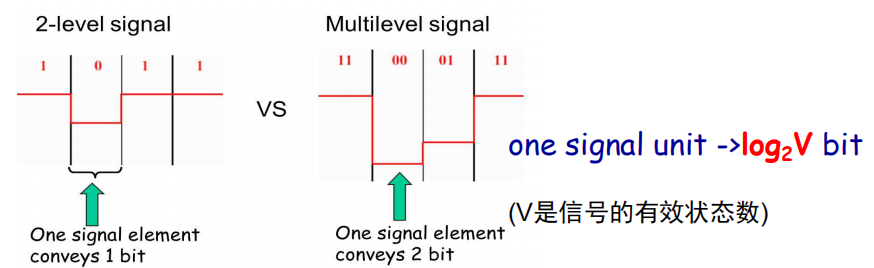 2-level signal
1 0 1 1
One signal element
conveys 1 bit
VS
Multilevel signal
11 00 01 11
One signal element
conveys 2 bit
one signal unit ->log₂V bit
(V是信号的有效状态数)